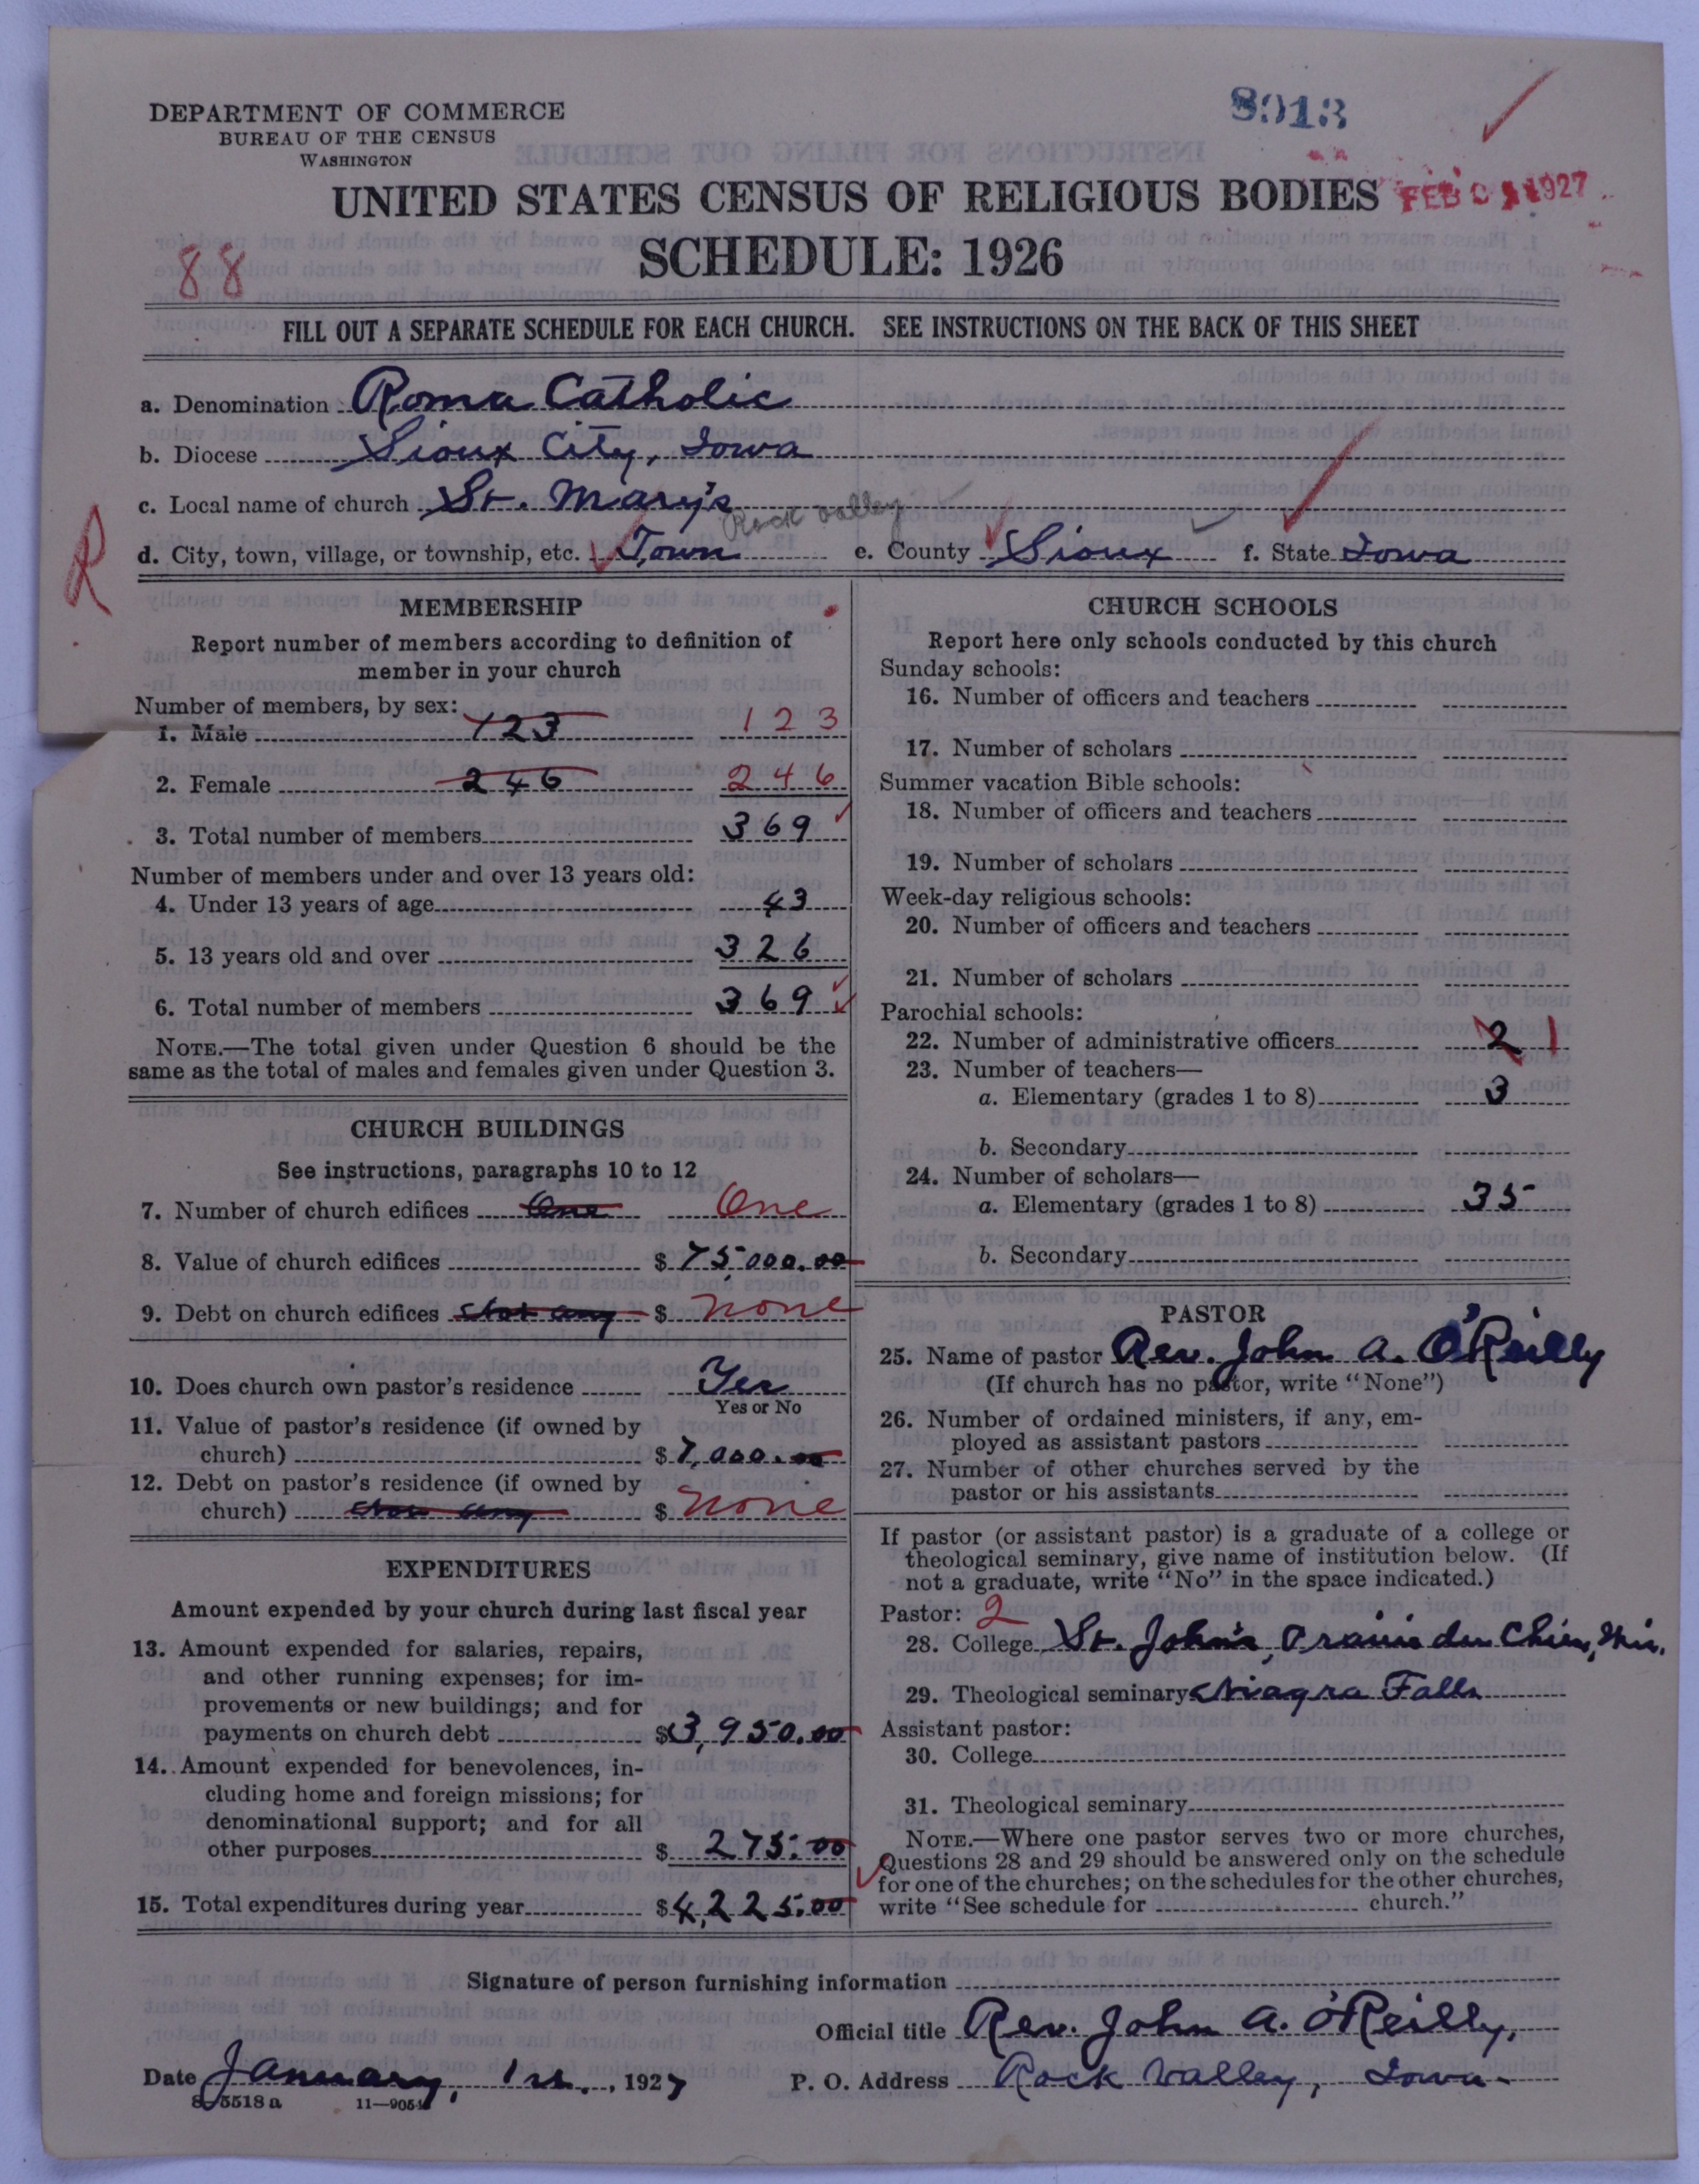 DEPARTMENT OF COMMERCE
BUREAU OF THE CENSUS
WASHINGTON
8913
UNITED STATES CENSUS OF RELIGIOUS BODIES
FEB 1927
SCHEDULE: 1926
88
FILL OUT A SEPARATE SCHEDULE FOR EACH CHURCH. SEE INSTRUCTIONS ON THE BACK OF THIS SHEET
a. Denomination Roma Catholic
b. Diocese Sioux City, Iowa
c. Local name of church St. Mary's
Rock Valley
d. City, town, village, or township, etc. Town e. County Sioux f. State Iowa
R
MEMBERSHIP
Report number of members according to definition of
member in your church
Number of members, by sex:
1. Male 123 123
2. Female 246 246
3. Total number of members 369
Number of members under and over 13 years old:
4. Under 13 years of age 43
5. 13 years old and over 326
6. Total number of members 369
NOTE.—The total given under Question 6 should be the
same as the total of males and females given under Question 3.
CHURCH BUILDINGS
See instructions, paragraphs 10 to 12
7. Number of church edifices One One
8. Value of church edifices $ 75,000.00
9. Debt on church edifices not any $ none
10. Does church own pastor's residence Yes
Yes or No
11. Value of pastor's residence (if owned by
church) $ 7,000.00
12. Debt on pastor's residence (if owned by
church) not any $ none
EXPENDITURES
Amount expended by your church during last fiscal year
13. Amount expended for salaries, repairs,
and other running expenses; for im-
provements or new buildings; and for
payments on church debt $ 3,950.00
14. Amount expended for benevolences, in-
cluding home and foreign missions; for
denominational support; and for all
other purposes $ 275.00
15. Total expenditures during year $ 4,225.00
CHURCH SCHOOLS
Report here only schools conducted by this church
Sunday schools:
16. Number of officers and teachers
17. Number of scholars
Summer vacation Bible schools:
18. Number of officers and teachers
19. Number of scholars
Week-day religious schools:
20. Number of officers and teachers
21. Number of scholars
Parochial schools:
22. Number of administrative officers 2 1
23. Number of teachers—
a. Elementary (grades 1 to 8) 3
b. Secondary
24. Number of scholars—
a. Elementary (grades 1 to 8) 35
b. Secondary
PASTOR
25. Name of pastor Rev. John A. O'Reilly
(If church has no pastor, write "None")
26. Number of ordained ministers, if any, em-
ployed as assistant pastors
27. Number of other churches served by the
pastor or his assistants
If pastor (or assistant pastor) is a graduate of a college or
theological seminary, give name of institution below. (If
not a graduate, write "No" in the space indicated.)
Pastor: 2
28. College St. John's, Prairie du Chien, Wis.
29. Theological seminary Niagra Falls
Assistant pastor:
30. College
31. Theological seminary
NOTE.—Where one pastor serves two or more churches,
Questions 28 and 29 should be answered only on the schedule
for one of the churches; on the schedules for the other churches,
write "See schedule for church."
Signature of person furnishing information
Official title Rev. John A. O'Reilly,
Date January, 1st., 1927 P. O. Address Rock Valley, Iowa.
8—5518a 11—9054